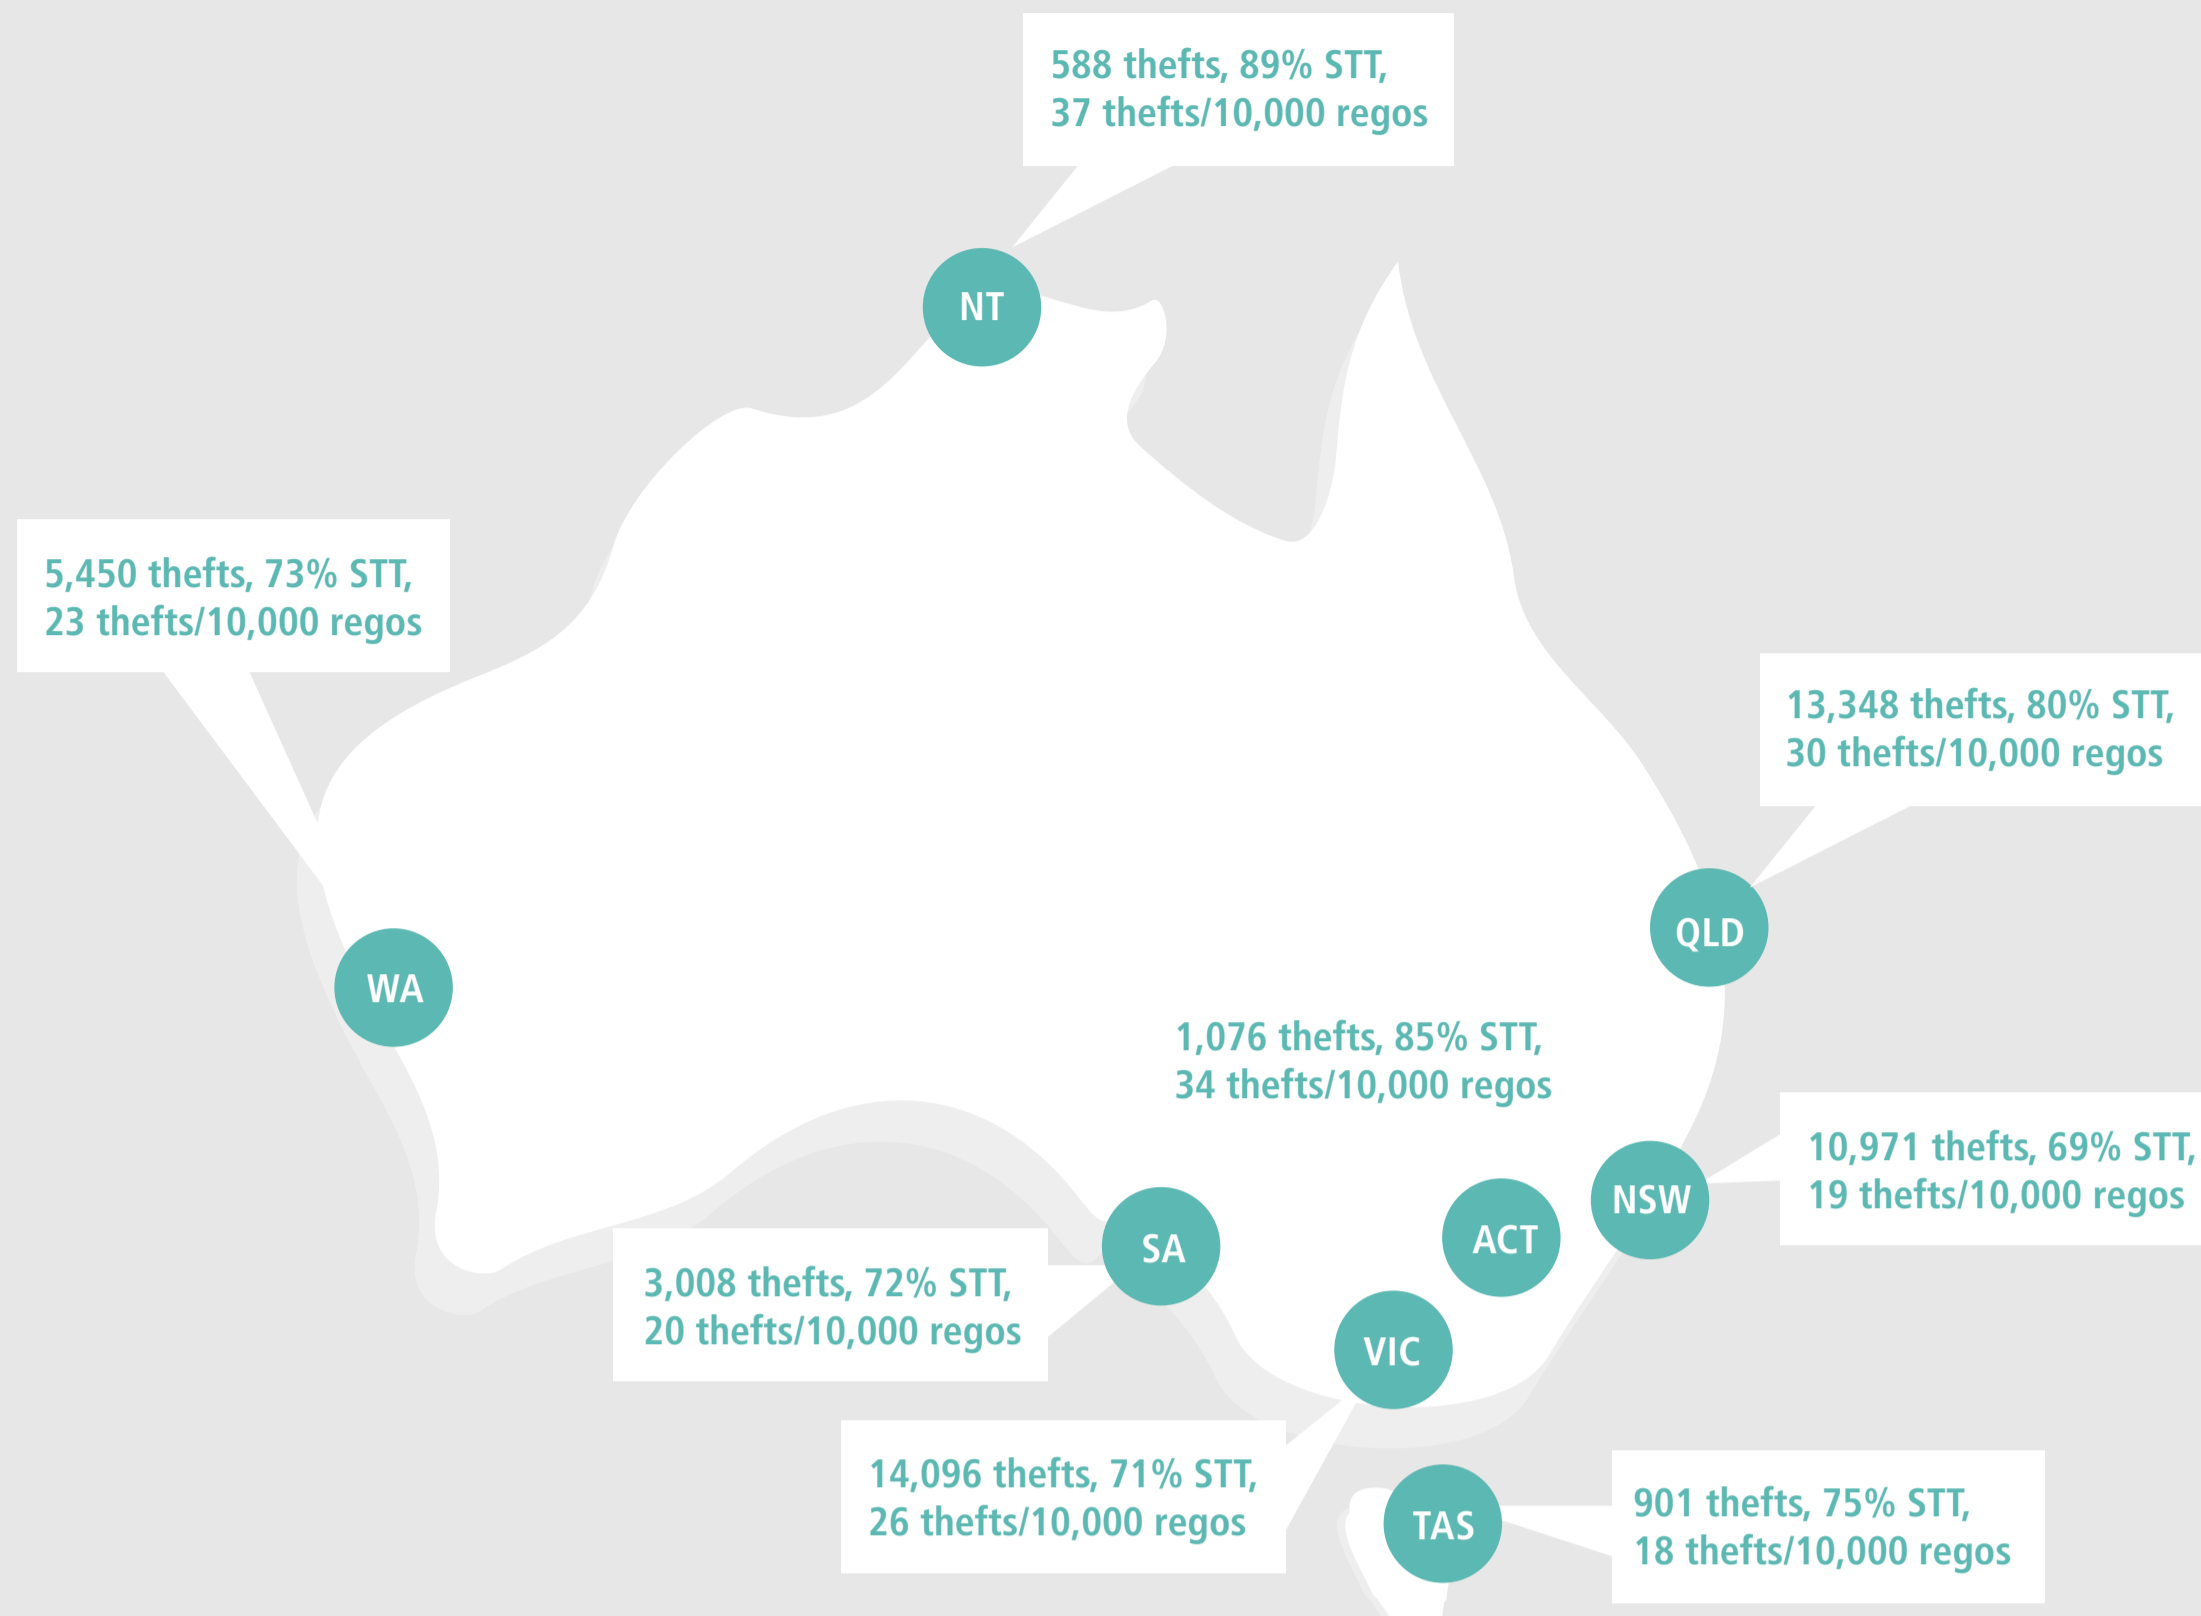 588 thefts, 89% STT,
37 thefts/10,000 regos
NT
5,450 thefts, 73% STT,
23 thefts/10,000 regos
13,348 thefts, 80% STT,
30 thefts/10,000 regos
QLD
WA
1,076 thefts, 85% STT,
34 thefts/10,000 regos
10,971 thefts, 69% STT,
19 thefts/10,000 regos
NSW
ACT
SA
3,008 thefts, 72% STT,
20 thefts/10,000 regos
VIC
14,096 thefts, 71% STT,
26 thefts/10,000 regos
TAS
901 thefts, 75% STT,
18 thefts/10,000 regos